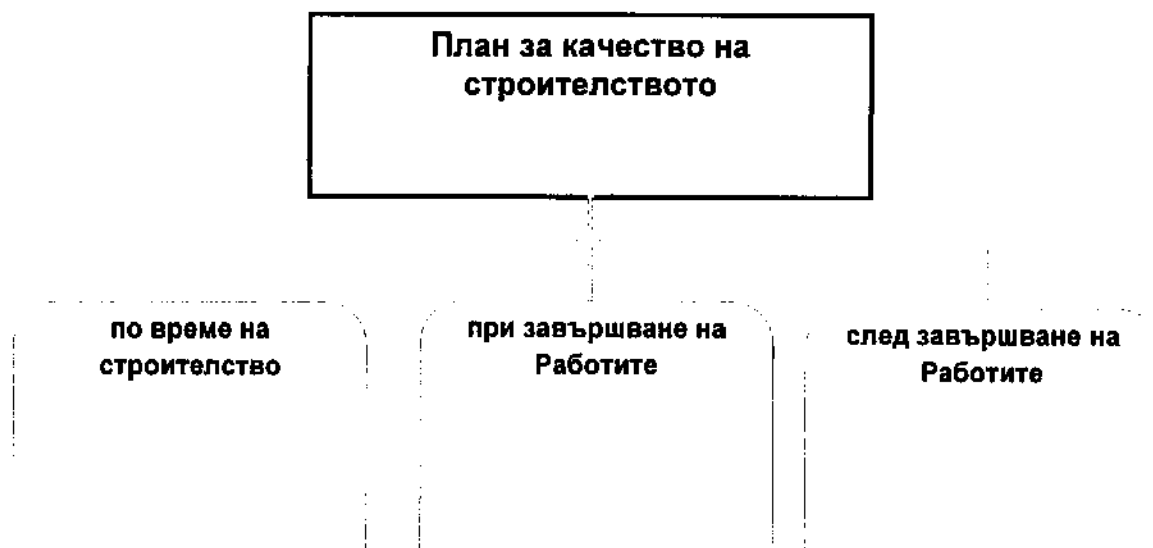 План за качество на
строителството
по време на
строителство
при завършване на
Работите
след завършване на
Работите